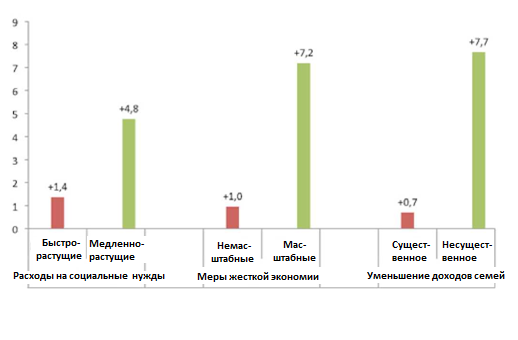 9
8
7
6
5
4
3
2
1
0
+1,4
+4,8
+1,0
+7,2
+0,7
+7,7
Быстро-
растущие
Медленно-
растущие
Немас-
штабные
Мас-
штабные
Сущест-
венное
Несущест-
венное
Расходы на социальные нужды
Меры жесткой экономии
Уменьшение доходов семей